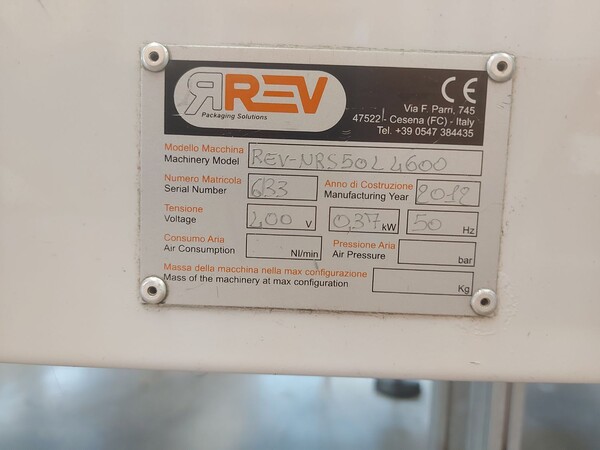 RREV
Packaging Solutions
CE
Via F. Parri, 745
47522 - Cesena (FC) - Italy
Tel. +39 0547 384435
Modello Macchina
Machinery Model REV-NRS50L4600
Numero Matricola
Serial Number 6133
Anno di Costruzione
Manufacturing Year 2012
Tensione
Voltage 400 V 0,37 kW 50 Hz
Consumo Aria
Air Consumption Nl/min
Pressione Aria
Air Pressure bar
Massa della macchina nella max configurazione
Mass of the machinery at max configuration Kg